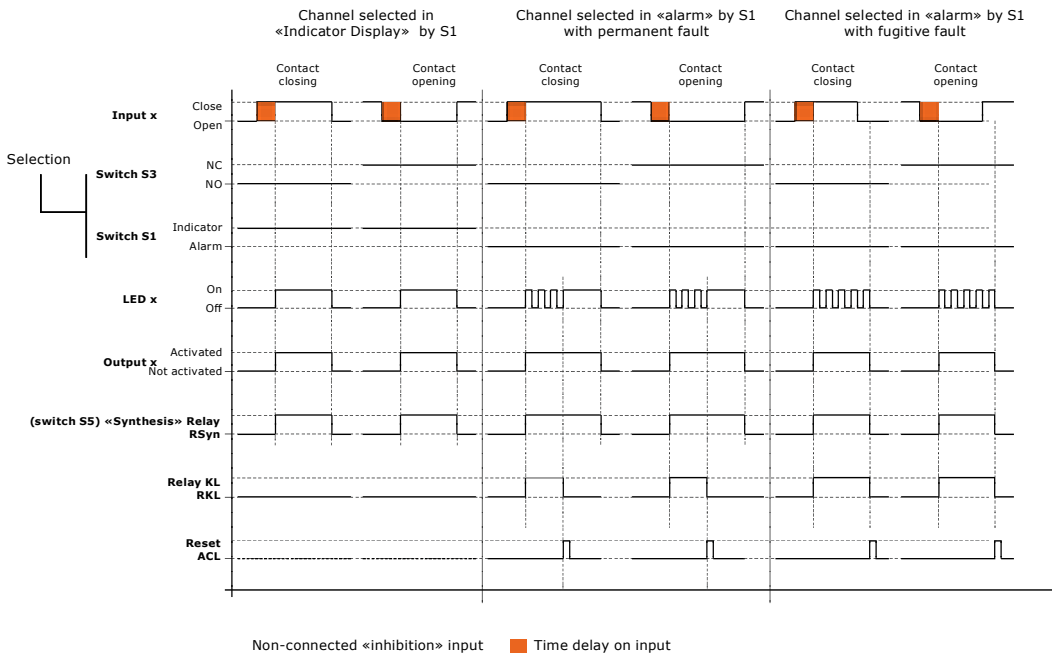 Channel selected in
«Indicator Display» by S1
Channel selected in «alarm» by S1
with permanent fault
Channel selected in «alarm» by S1
with fugitive fault
Contact
closing
Contact
opening
Contact
closing
Contact
opening
Contact
closing
Contact
opening
Input x
Close
Open
Selection
Switch S3
NC
NO
Switch S1
Indicator
Alarm
LED x
On
Off
Output x
Activated
Not activated
(switch S5) «Synthesis» Relay
RSyn
Relay KL
RKL
Reset
ACL
Non-connected «inhibition» input
Time delay on input